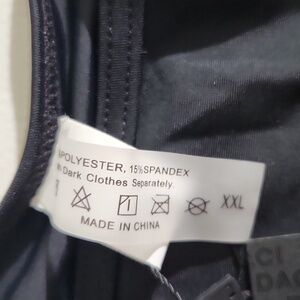 POLYESTER, 15%SPANDEX
Dark Clothes Separately
XXL
MADE IN CHINA